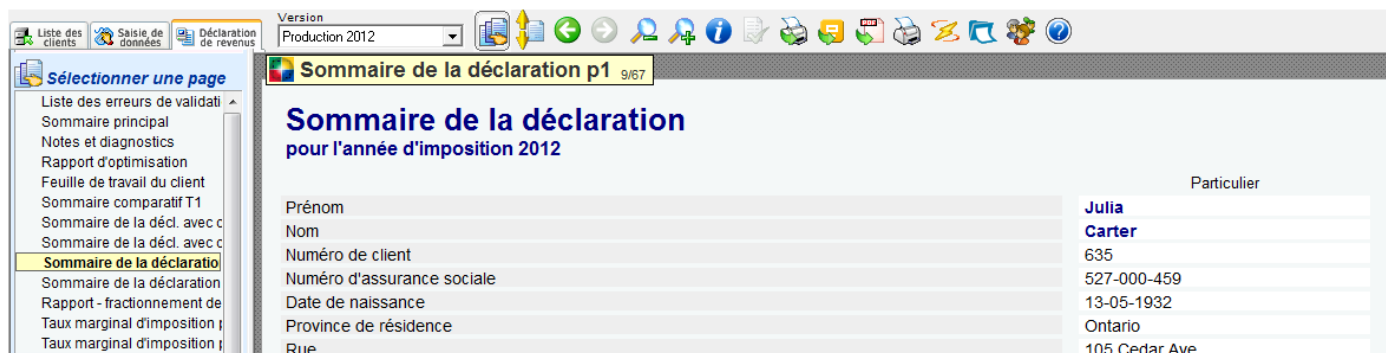 Liste des clients
Saisie de données
Déclaration de revenus
Version
Production 2012
Sélectionner une page
Liste des erreurs de validati
Sommaire principal
Notes et diagnostics
Rapport d'optimisation
Feuille de travail du client
Sommaire comparatif T1
Sommaire de la décl. avec c
Sommaire de la décl. avec c
Sommaire de la déclaratio
Sommaire de la déclaration
Rapport - fractionnement de
Taux marginal d'imposition p
Taux marginal d'imposition p
Sommaire de la déclaration p1 9/67
Sommaire de la déclaration
pour l'année d'imposition 2012
Particulier
Prénom Julia
Nom Carter
Numéro de client 635
Numéro d'assurance sociale 527-000-459
Date de naissance 13-05-1932
Province de résidence Ontario
Rue 105 Cedar Ave